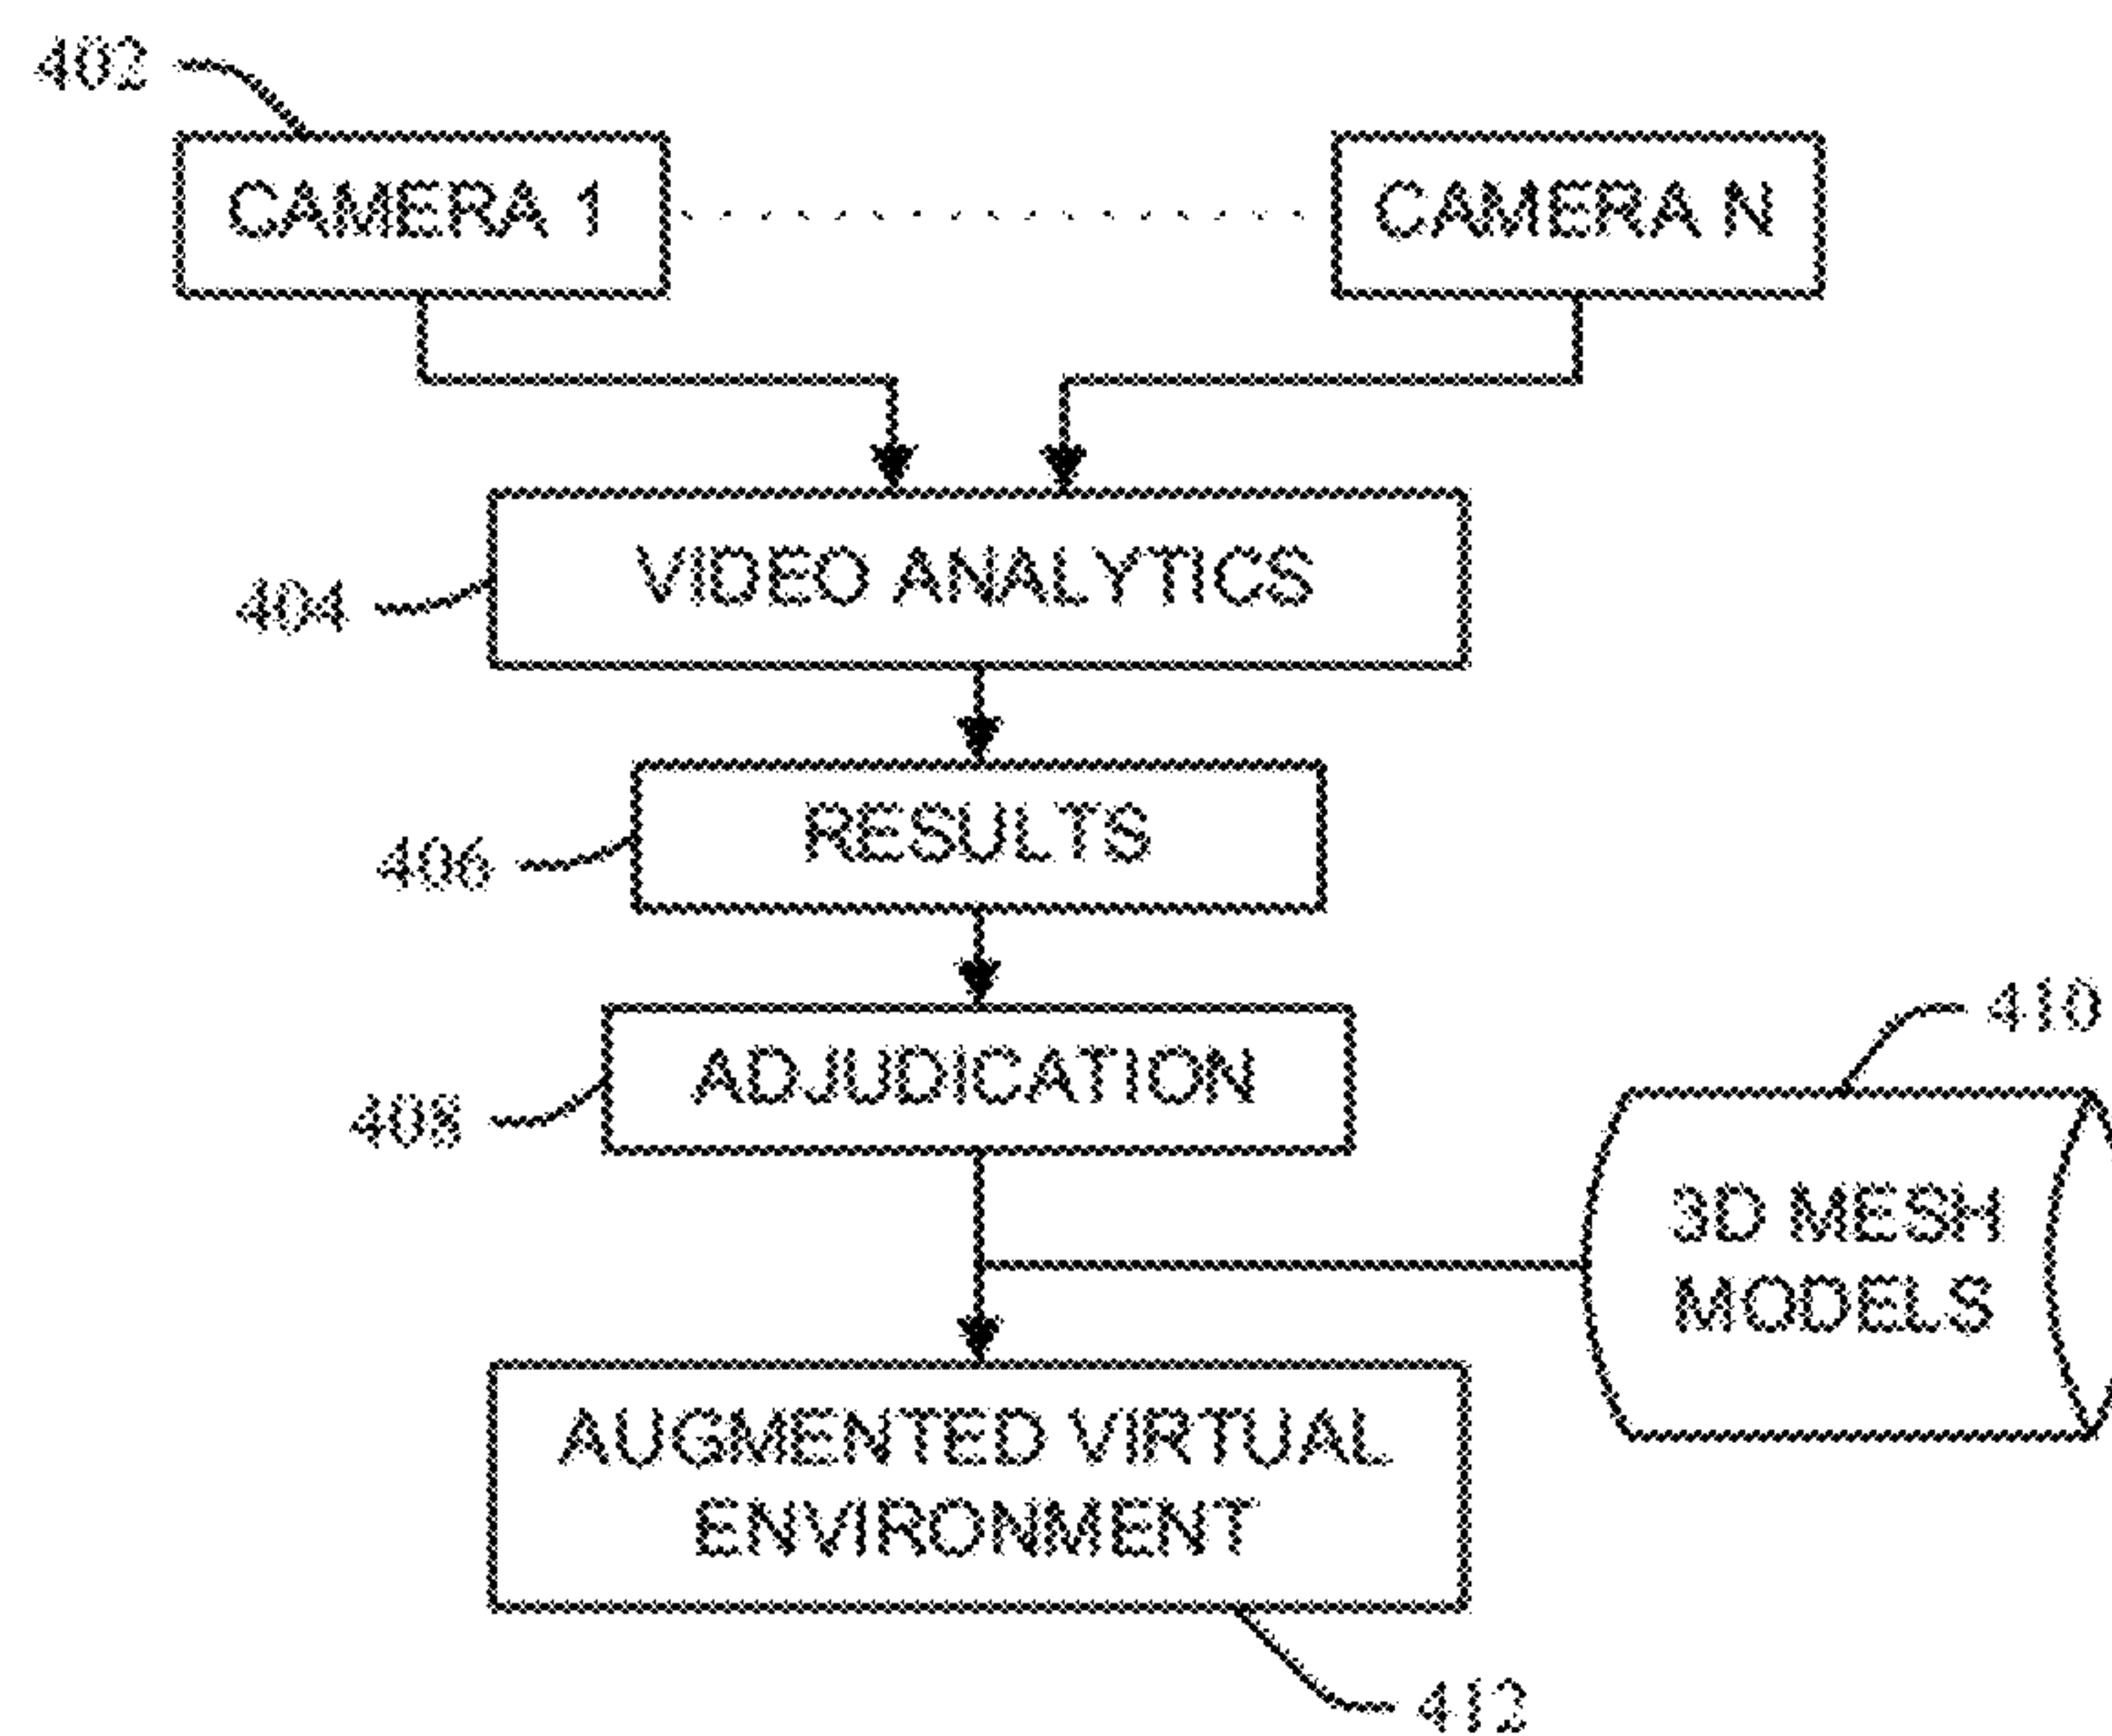 402
CAMERA 1
CAMERA N
VIDEO ANALYTICS
404
RESULTS
406
ADJUDICATION
408
410
3D MESH
MODELS
AUGMENTED VIRTUAL
ENVIRONMENT
412